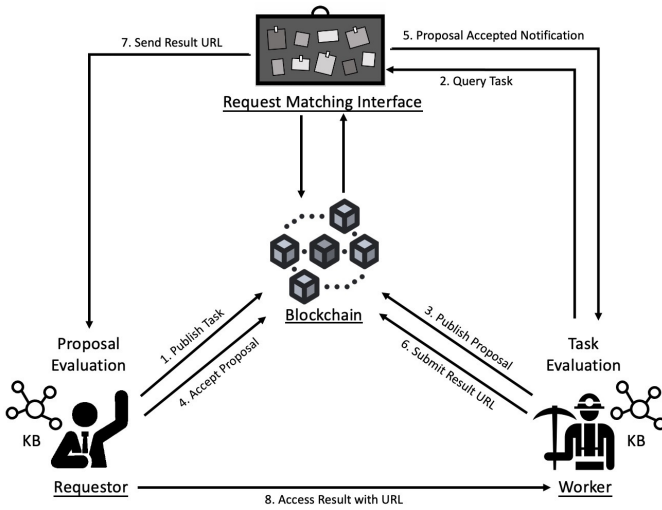 7. Send Result URL
5. Proposal Accepted Notification
2. Query Task
Request Matching Interface
Blockchain
Proposal
Evaluation
1. Publish Task
4. Accept Proposal
3. Publish Proposal
6. Submit Result URL
Task
Evaluation
KB
KB
Requestor
Worker
8. Access Result with URL